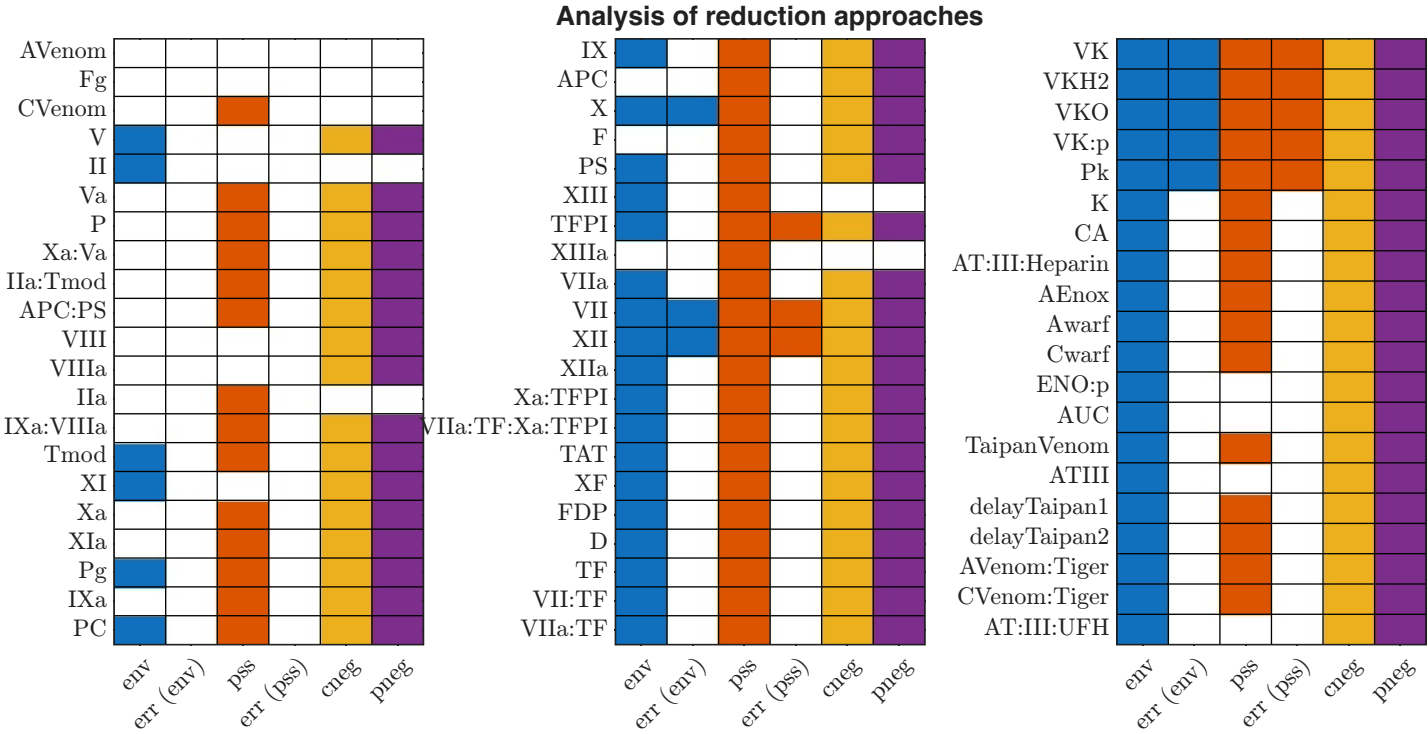 Analysis of reduction approaches
AVenom
Fg
CVenom
V
II
Va
P
Xa:Va
IIa:Tmod
APC:PS
VIII
VIIIa
IIa
IXa:VIIIa
Tmod
XI
Xa
XIa
Pg
IXa
PC
env
err (env)
pss
err (pss)
cneg
pneg
IX
APC
X
F
PS
XIII
TFPI
XIIIa
VIIa
VII
XII
XIIa
Xa:TFPI
VIIa:TF:Xa:TFPI
TAT
XF
FDP
D
TF
VII:TF
VIIa:TF
env
err (env)
pss
err (pss)
cneg
pneg
VK
VKH2
VKO
VK:p
Pk
K
CA
AT:III:Heparin
AEnox
Awarf
Cwarf
ENO:p
AUC
TaipanVenom
ATIII
delayTaipan1
delayTaipan2
AVenom:Tiger
CVenom:Tiger
AT:III:UFH
env
err (env)
pss
err (pss)
cneg
pneg